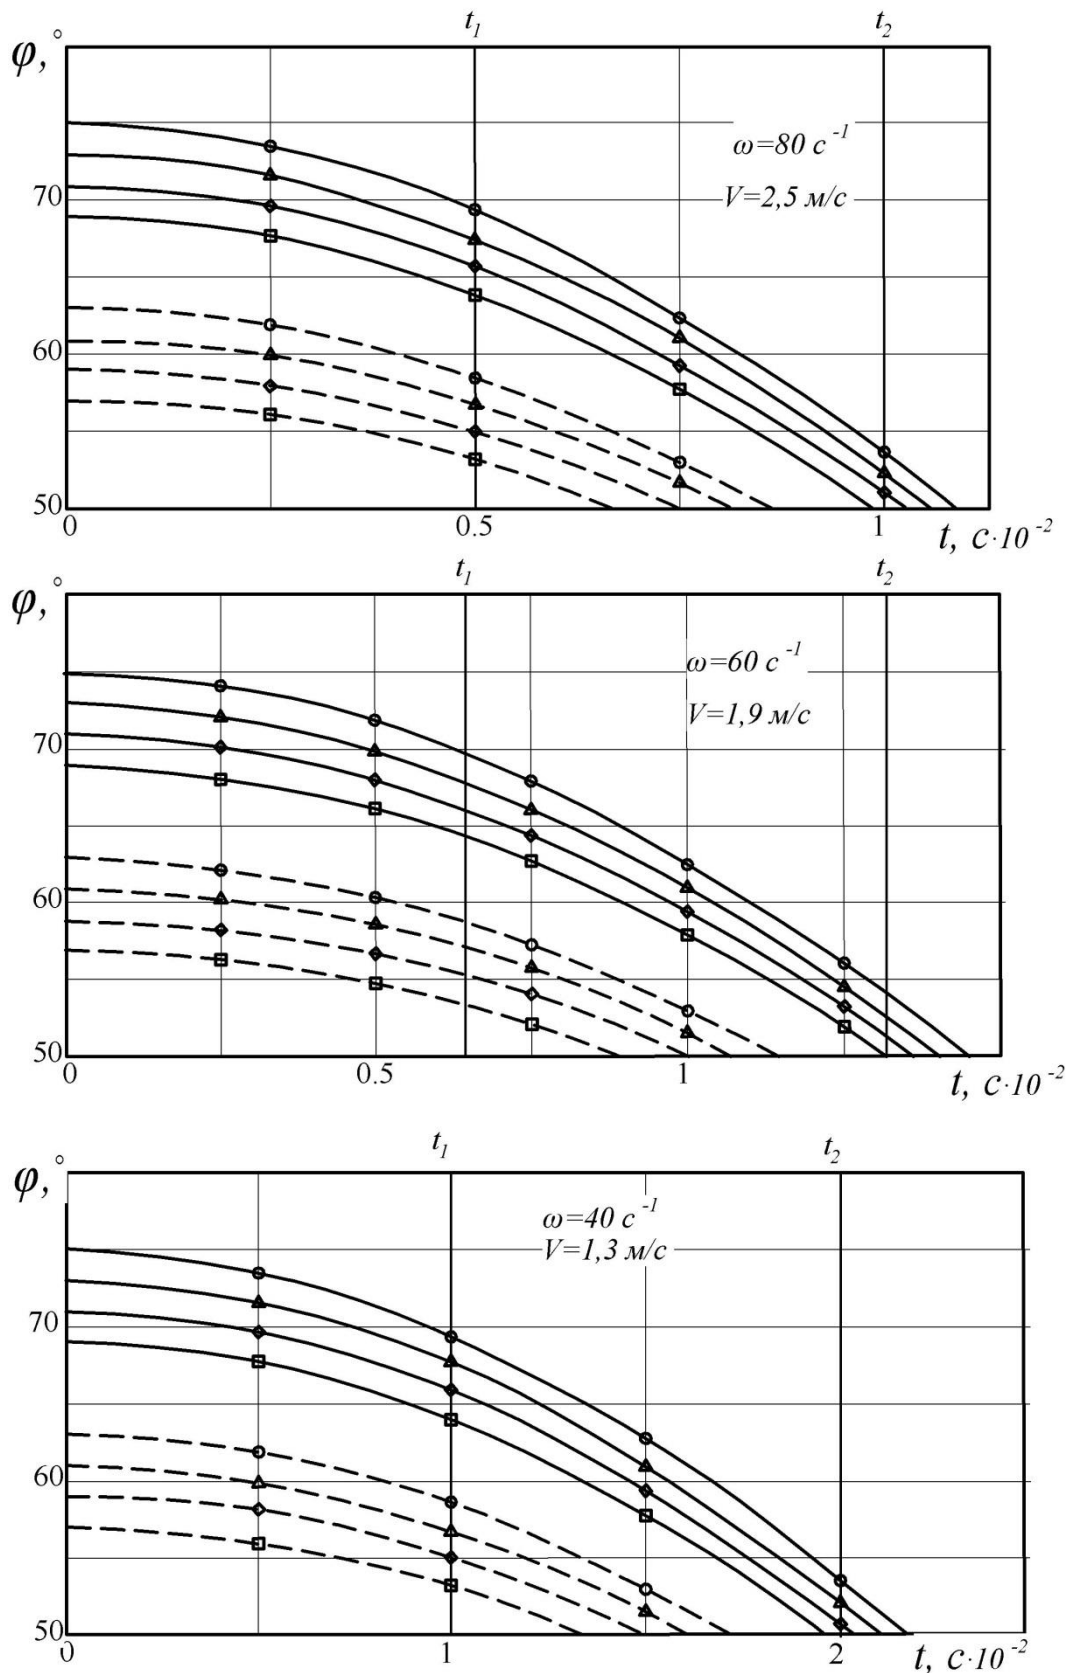 t₁ t₂
φ,°
ω=80 c⁻¹
V=2,5 м/с
70
60
50
0 0.5 1
t, c·10⁻²
t₁ t₂
φ,°
ω=60 c⁻¹
V=1,9 м/с
70
60
50
0 0.5 1
t, c·10⁻²
t₁ t₂
φ,°
ω=40 c⁻¹
V=1,3 м/с
70
60
50
0 1 2
t, c·10⁻²